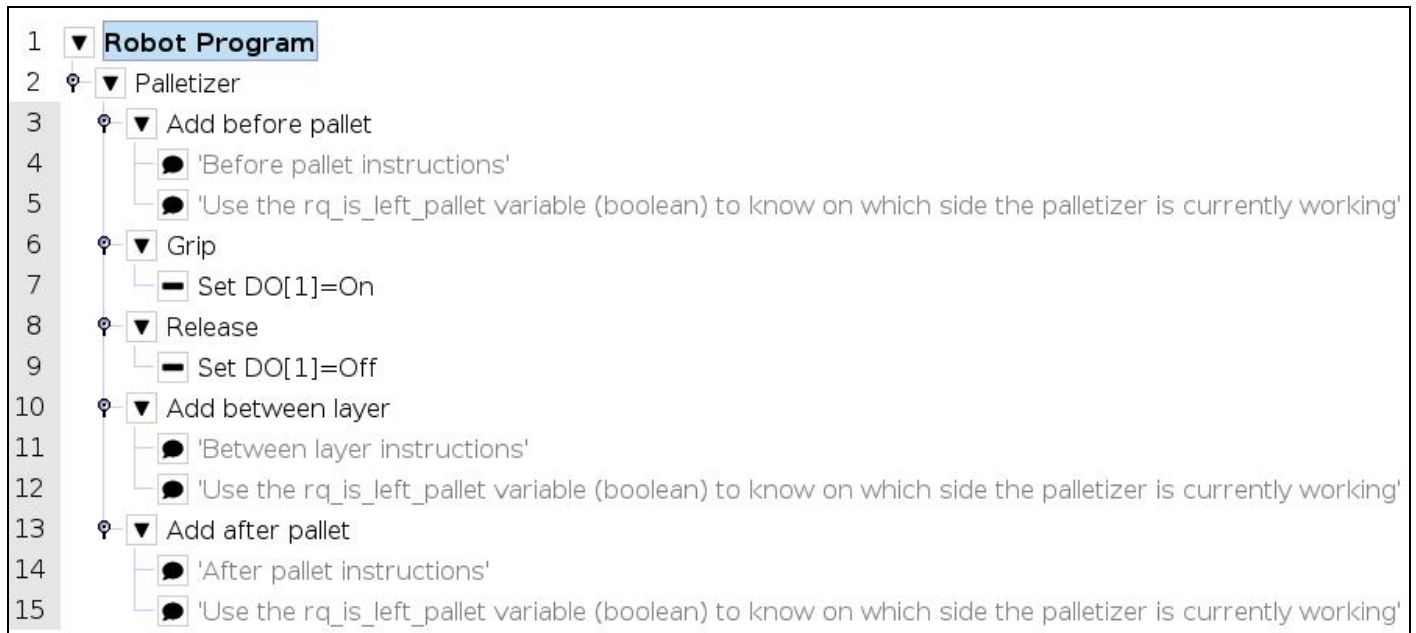 1 Robot Program
2 Palletizer
3 Add before pallet
4 'Before pallet instructions'
5 'Use the rq_is_left_pallet variable (boolean) to know on which side the palletizer is currently working'
6 Grip
7 Set DO[1]=On
8 Release
9 Set DO[1]=Off
10 Add between layer
11 'Between layer instructions'
12 'Use the rq_is_left_pallet variable (boolean) to know on which side the palletizer is currently working'
13 Add after pallet
14 'After pallet instructions'
15 'Use the rq_is_left_pallet variable (boolean) to know on which side the palletizer is currently working'